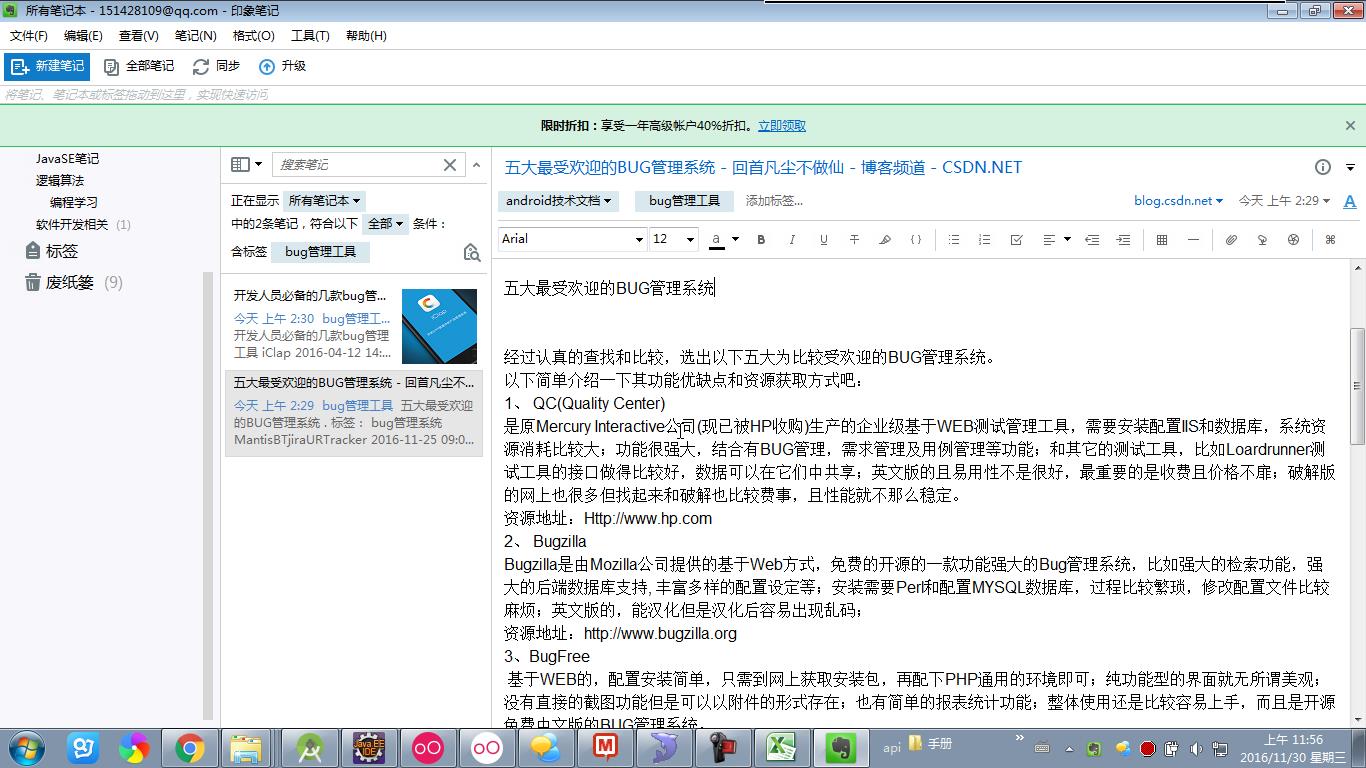 所有笔记本 - 151428109@qq.com - 印象笔记
文件(F) 编辑(E) 查看(V) 笔记(N) 格式(O) 工具(T) 帮助(H)
新建笔记 全部笔记 同步 升级
将笔记、笔记本或标签拖动到这里，实现快速访问
限时折扣：享受一年高级帐户40%折扣。立即领取
JavaSE笔记
逻辑算法
编程学习
软件开发相关 (1)
标签
废纸篓 (9)
搜索笔记
正在显示 所有笔记本
中的2条笔记，符合以下 全部 条件：
含标签 bug管理工具
开发人员必备的几款bug管...
今天 上午 2:30 bug管理工...
开发人员必备的几款bug管理
工具 iClap 2016-04-12 14:...
iClap
五大最受欢迎的BUG管理系统 - 回首凡尘不...
今天 上午 2:29 bug管理工具 五大最受欢迎
的BUG管理系统 . 标签： bug管理系统
MantisBTjiraURTracker 2016-11-25 09:0...
五大最受欢迎的BUG管理系统 - 回首凡尘不做仙 - 博客频道 - CSDN.NET
android技术文档 bug管理工具 添加标签... blog.csdn.net 今天 上午 2:29
Arial 12
五大最受欢迎的BUG管理系统
经过认真的查找和比较，选出以下五大为比较受欢迎的BUG管理系统。
以下简单介绍一下其功能优缺点和资源获取方式吧：
1、 QC(Quality Center)
是原Mercury Interactive公司(现已被HP收购)生产的企业级基于WEB测试管理工具，需要安装配置IIS和数据库，系统资
源消耗比较大；功能很强大，结合有BUG管理，需求管理及用例管理等功能；和其它的测试工具，比如Loardrunner测
试工具的接口做得比较好，数据可以在它们中共享；英文版的且易用性不是很好，最重要的是收费且价格不靡；破解版
的网上也很多但找起来和破解也比较费事，且性能就不那么稳定。
资源地址：Http://www.hp.com
2、 Bugzilla
Bugzilla是由Mozilla公司提供的基于Web方式，免费的开源的一款功能强大的Bug管理系统，比如强大的检索功能，强
大的后端数据库支持, 丰富多样的配置设定等；安装需要Perl和配置MYSQL数据库，过程比较繁琐，修改配置文件比较
麻烦；英文版的，能汉化但是汉化后容易出现乱码；
资源地址：http://www.bugzilla.org
3、BugFree
基于WEB的，配置安装简单，只需到网上获取安装包，再配下PHP通用的环境即可；纯功能型的界面就无所谓美观；
没有直接的截图功能但是可以以附件的形式存在；也有简单的报表统计功能；整体使用还是比较容易上手，而且是开源
免费中文版的BUG管理系统。
api 手册
上午 11:56
2016/11/30 星期三